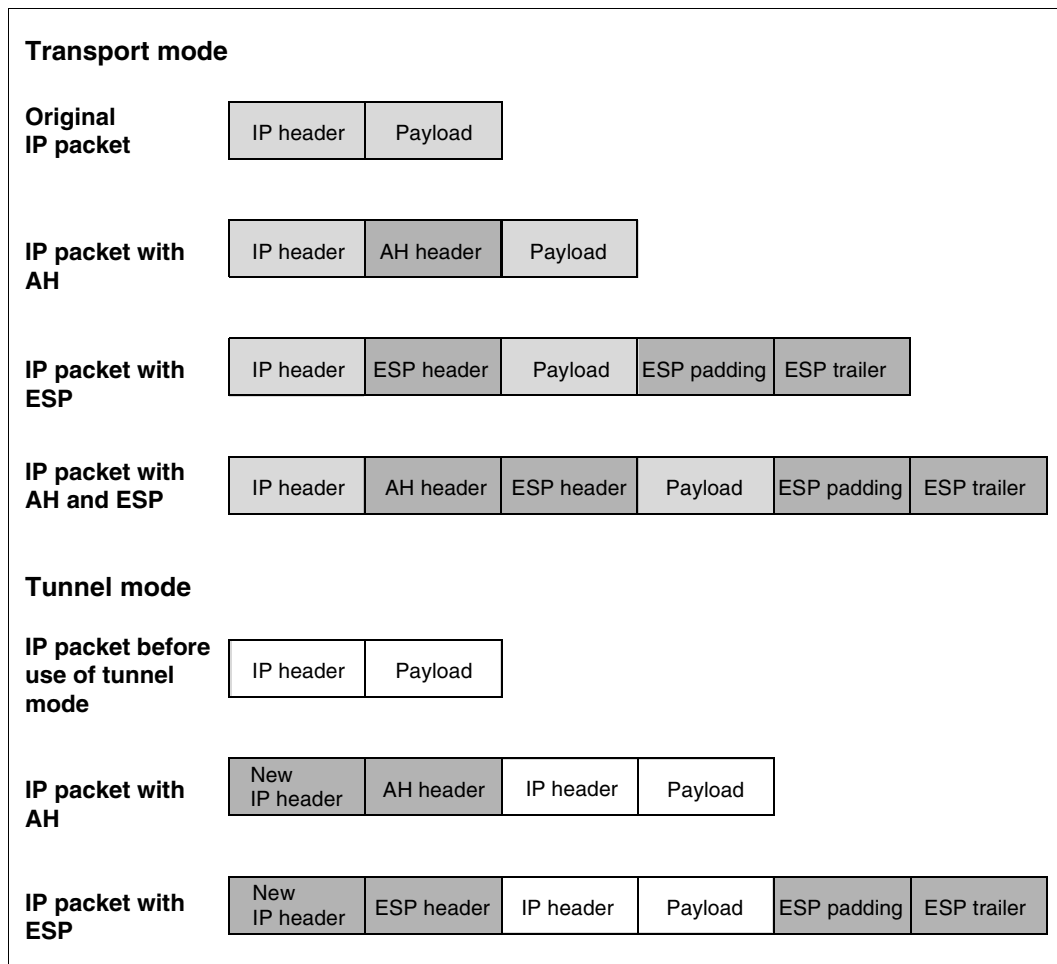 Transport mode
Original
IP packet
IP header Payload
IP packet with
AH
IP header AH header Payload
IP packet with
ESP
IP header ESP header Payload ESP padding ESP trailer
IP packet with
AH and ESP
IP header AH header ESP header Payload ESP padding ESP trailer
Tunnel mode
IP packet before
use of tunnel
mode
IP header Payload
IP packet with
AH
New
IP header AH header IP header Payload
IP packet with
ESP
New
IP header ESP header IP header Payload ESP padding ESP trailer